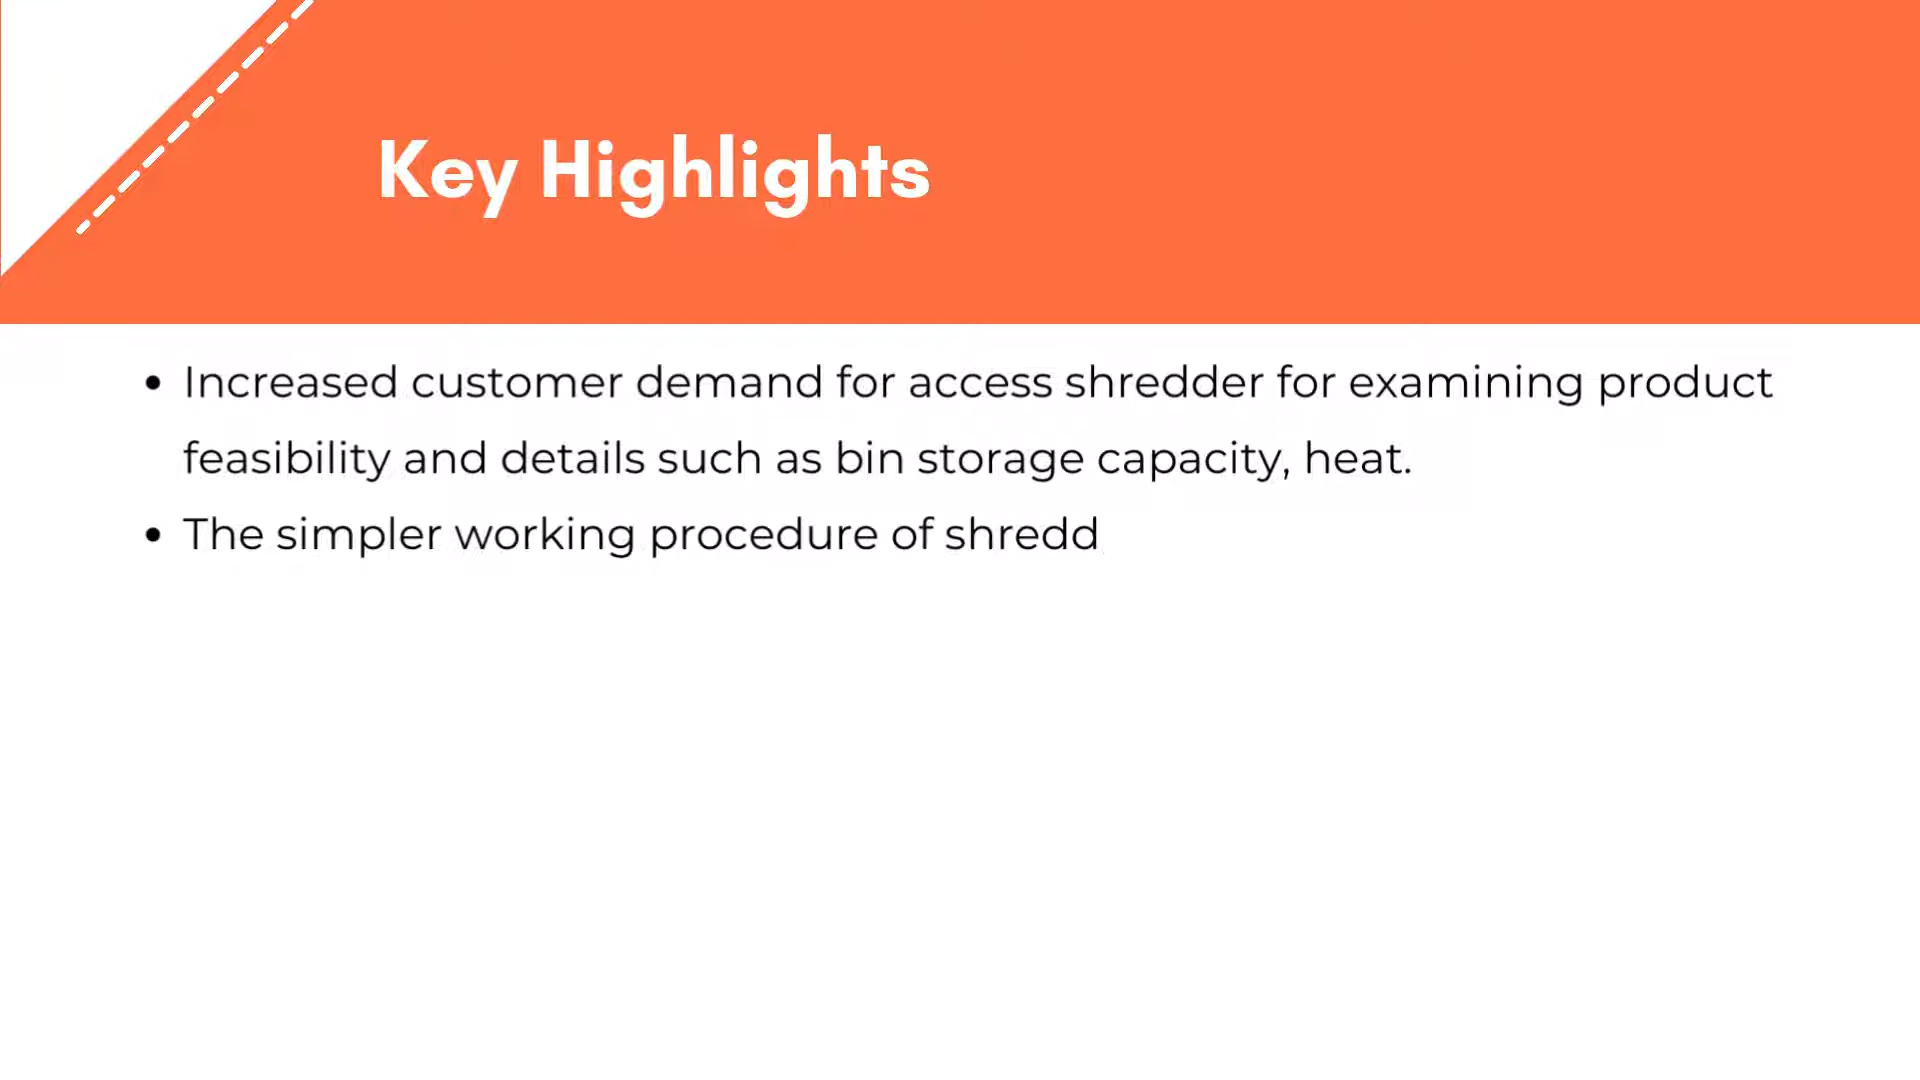 Key Highlights
• Increased customer demand for access shredder for examining product
feasibility and details such as bin storage capacity, heat.
• The simpler working procedure of shredd